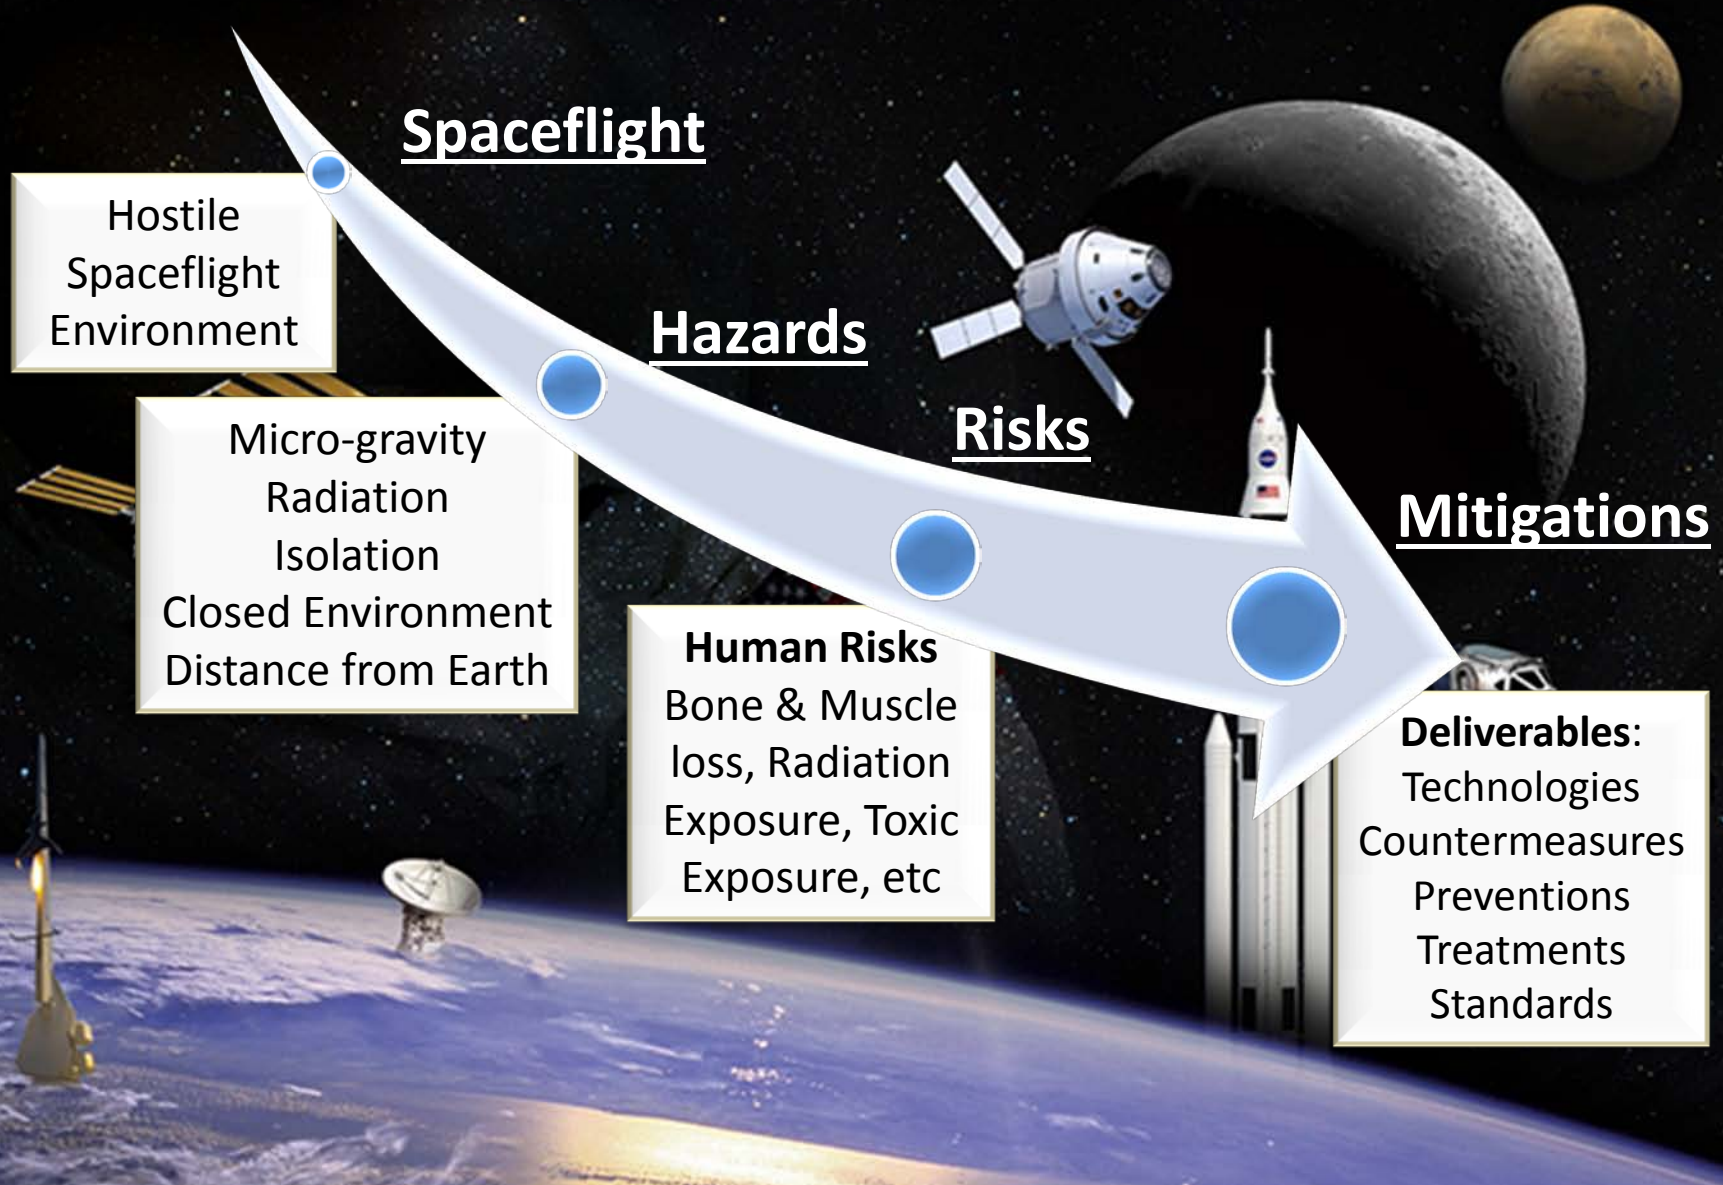 Spaceflight
Hostile
Spaceflight
Environment
Hazards
Micro-gravity
Radiation
Isolation
Closed Environment
Distance from Earth
Risks
Human Risks
Bone & Muscle
loss, Radiation
Exposure, Toxic
Exposure, etc
Mitigations
Deliverables:
Technologies
Countermeasures
Preventions
Treatments
Standards